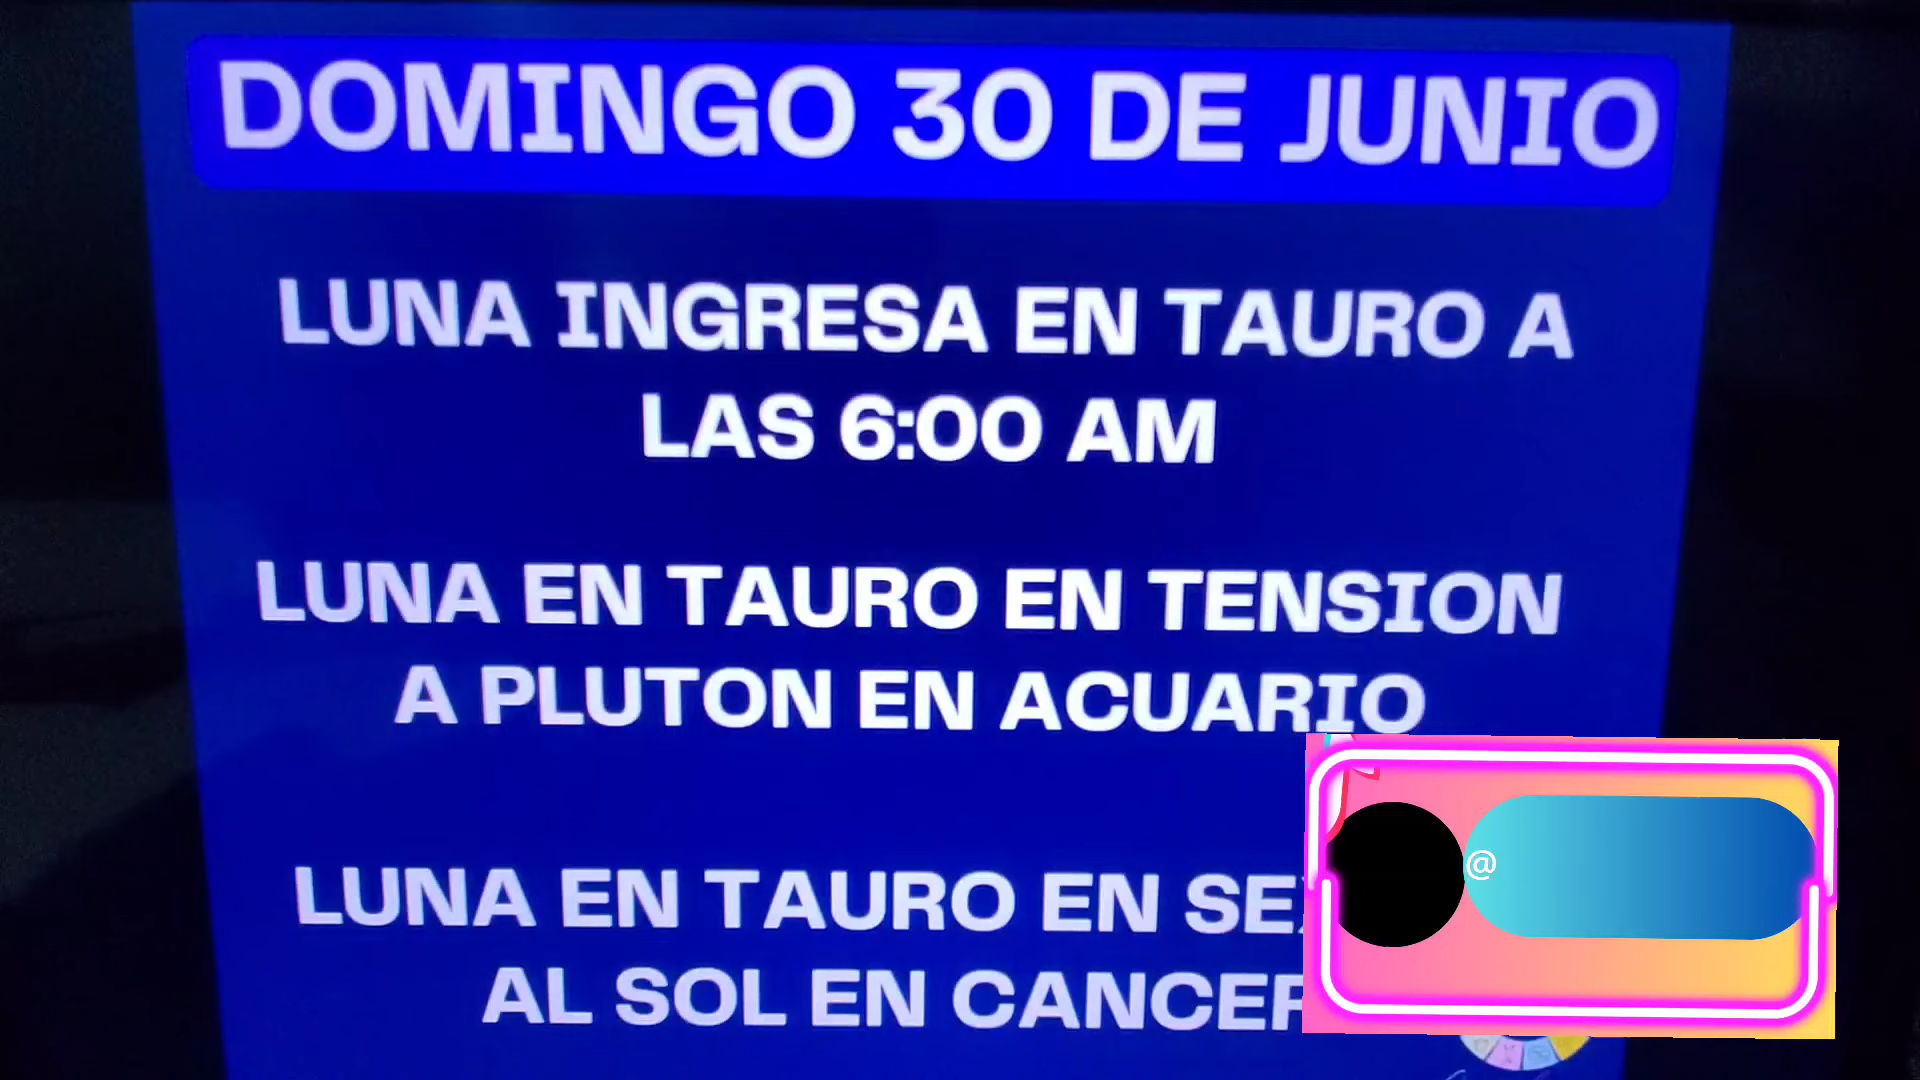 DOMINGO 30 DE JUNIO
LUNA INGRESA EN TAURO A
LAS 6:00 AM
LUNA EN TAURO EN TENSION
A PLUTON EN ACUARIO
LUNA EN TAURO EN
AL SOL EN
@